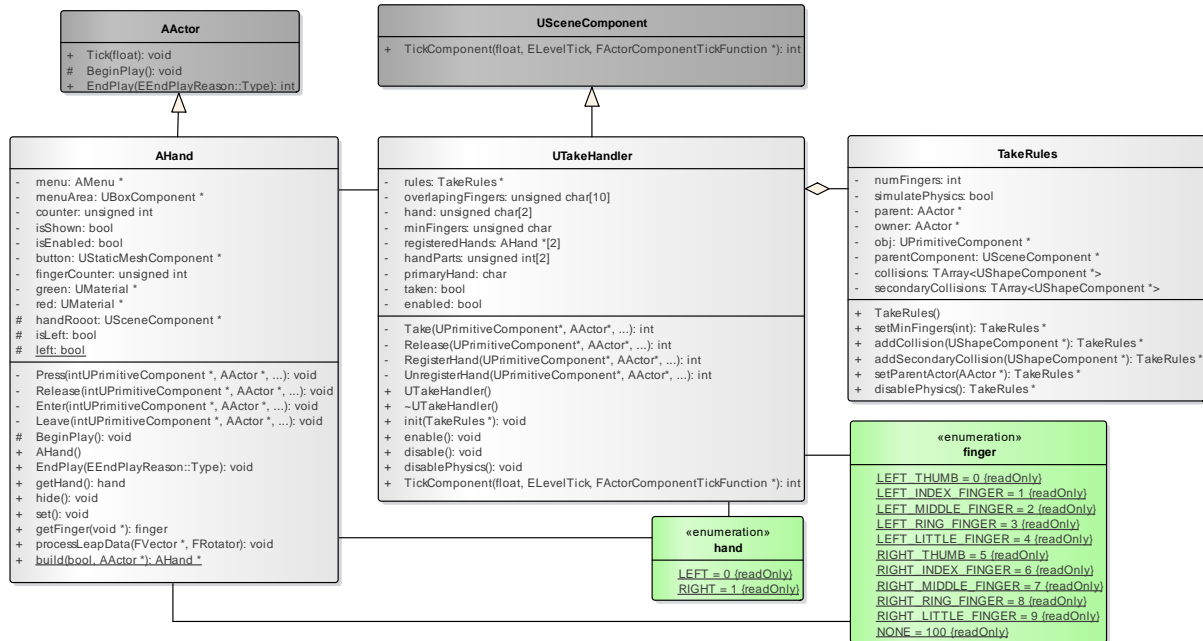 AActor
+ Tick(float): void
# BeginPlay(): void
+ EndPlay(EEndPlayReason::Type): int
USceneComponent
+ TickComponent(float, ELevelTick, FActorComponentTickFunction *): int
AHand
- menu: AMenu *
- menuArea: UBoxComponent *
- counter: unsigned int
- isShown: bool
- isEnabled: bool
- button: UStaticMeshComponent *
- fingerCounter: unsigned int
- green: UMaterial *
- red: UMaterial *
# handRooot: USceneComponent *
# isLeft: bool
# left: bool
- Press(intUPrimitiveComponent *, AActor *, ...): void
- Release(intUPrimitiveComponent *, AActor *, ...): void
- Enter(intUPrimitiveComponent *, AActor *, ...): void
- Leave(intUPrimitiveComponent *, AActor *, ...): void
# BeginPlay(): void
+ AHand()
+ EndPlay(EEndPlayReason::Type): void
+ getHand(): hand
+ hide(): void
+ set(): void
+ getFinger(void *): finger
+ processLeapData(FVector *, FRotator): void
+ build(bool, AActor *): AHand *
UTakeHandler
- rules: TakeRules *
- overlapingFingers: unsigned char[10]
- hand: unsigned char[2]
- minFingers: unsigned char
- registeredHands: AHand *[2]
- handParts: unsigned int[2]
- primaryHand: char
- taken: bool
- enabled: bool
- Take(UPrimitiveComponent*, AActor*, ...): int
- Release(UPrimitiveComponent*, AActor*, ...): int
- RegisterHand(UPrimitiveComponent*, AActor*, ...): int
- UnregisterHand(UPrimitiveComponent*, AActor*, ...): int
+ UTakeHandler()
+ ~UTakeHandler()
+ init(TakeRules *): void
+ enable(): void
+ disable(): void
+ disablePhysics(): void
+ TickComponent(float, ELevelTick, FActorComponentTickFunction *): int
TakeRules
- numFingers: int
- simulatePhysics: bool
- parent: AActor *
- owner: AActor *
- obj: UPrimitiveComponent *
- parentComponent: USceneComponent *
- collisions: TArray<UShapeComponent *>
- secondaryCollisions: TArray<UShapeComponent *>
+ TakeRules()
+ setMinFingers(int): TakeRules *
+ addCollision(UShapeComponent *): TakeRules *
+ addSecondaryCollision(UShapeComponent *): TakeRules *
+ setParentActor(AActor *): TakeRules *
+ disablePhysics(): TakeRules *
«enumeration»
hand
LEFT = 0 {readOnly}
RIGHT = 1 {readOnly}
«enumeration»
finger
LEFT_THUMB = 0 {readOnly}
LEFT_INDEX_FINGER = 1 {readOnly}
LEFT_MIDDLE_FINGER = 2 {readOnly}
LEFT_RING_FINGER = 3 {readOnly}
LEFT_LITTLE_FINGER = 4 {readOnly}
RIGHT_THUMB = 5 {readOnly}
RIGHT_INDEX_FINGER = 6 {readOnly}
RIGHT_MIDDLE_FINGER = 7 {readOnly}
RIGHT_RING_FINGER = 8 {readOnly}
RIGHT_LITTLE_FINGER = 9 {readOnly}
NONE = 100 {readOnly}